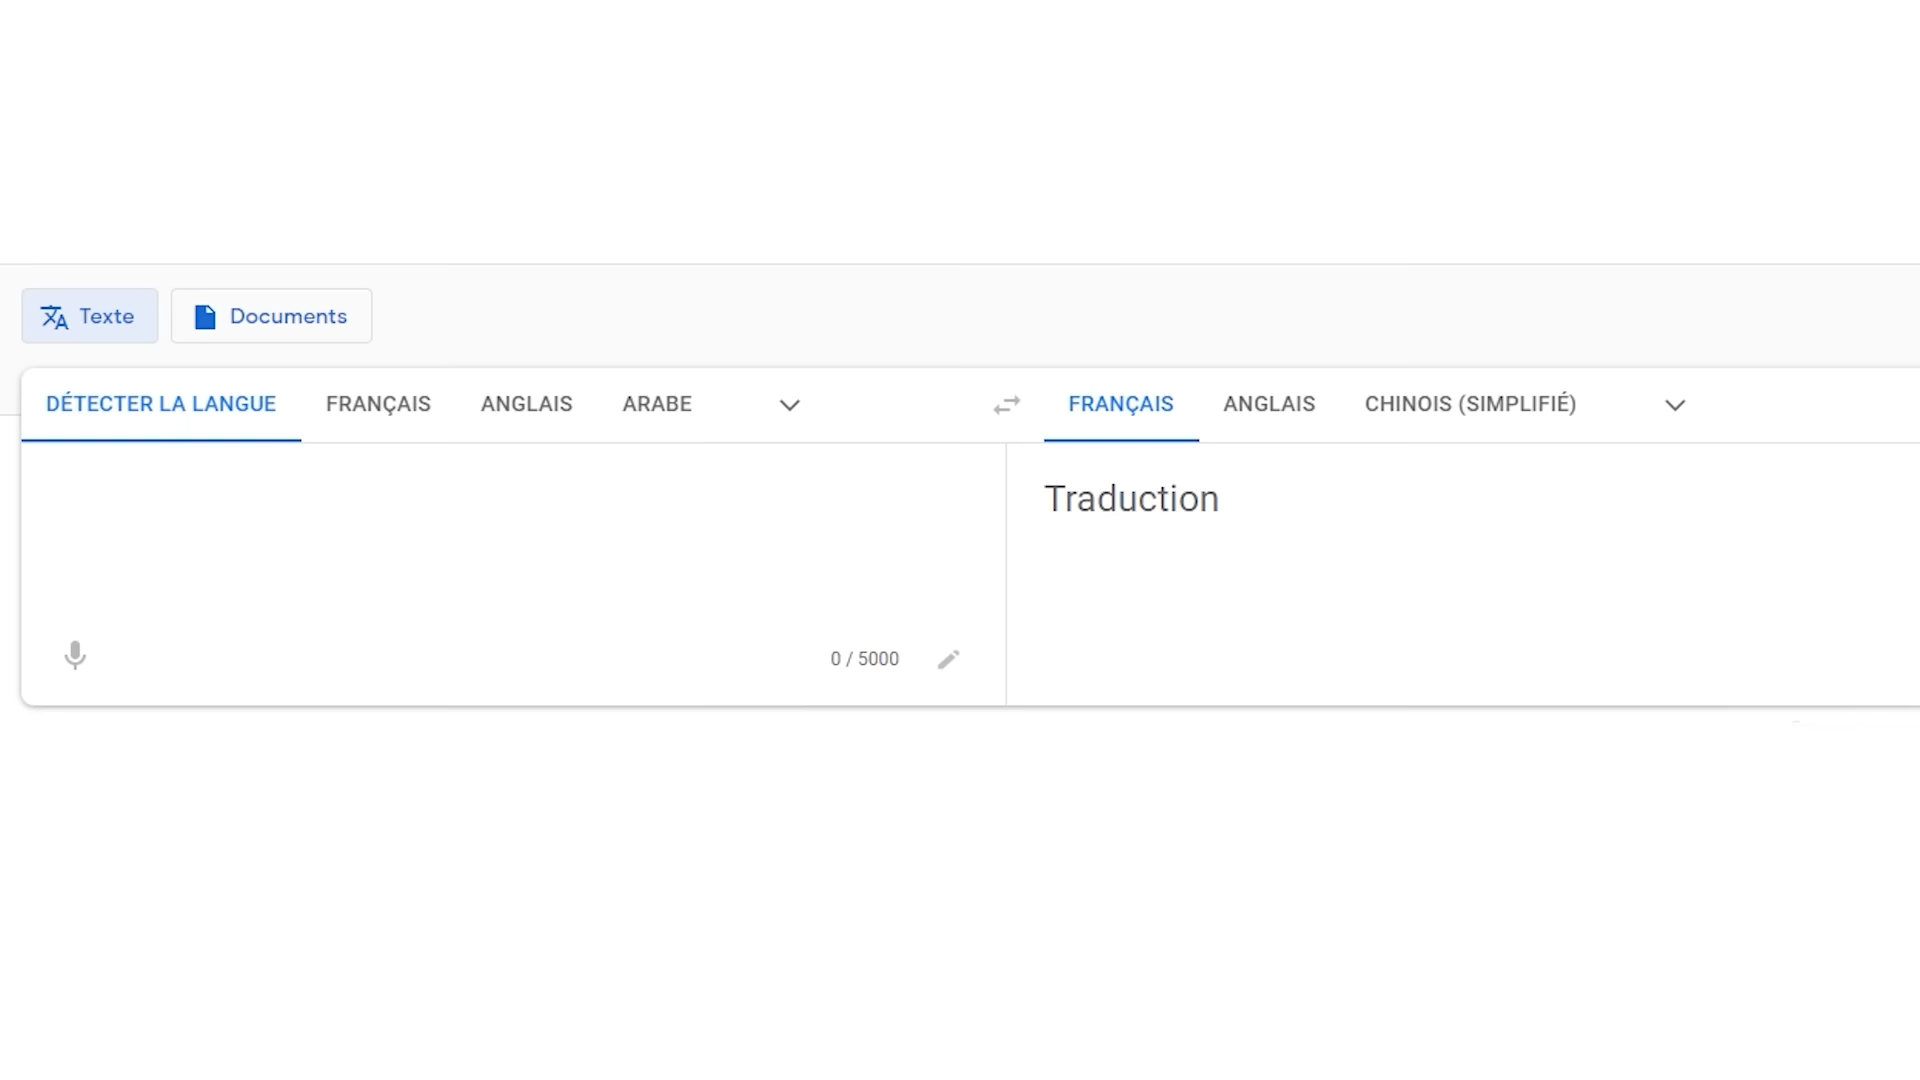 Texte Documents
DÉTECTER LA LANGUE FRANÇAIS ANGLAIS ARABE FRANÇAIS ANGLAIS CHINOIS (SIMPLIFIÉ)
Traduction
0 / 5000